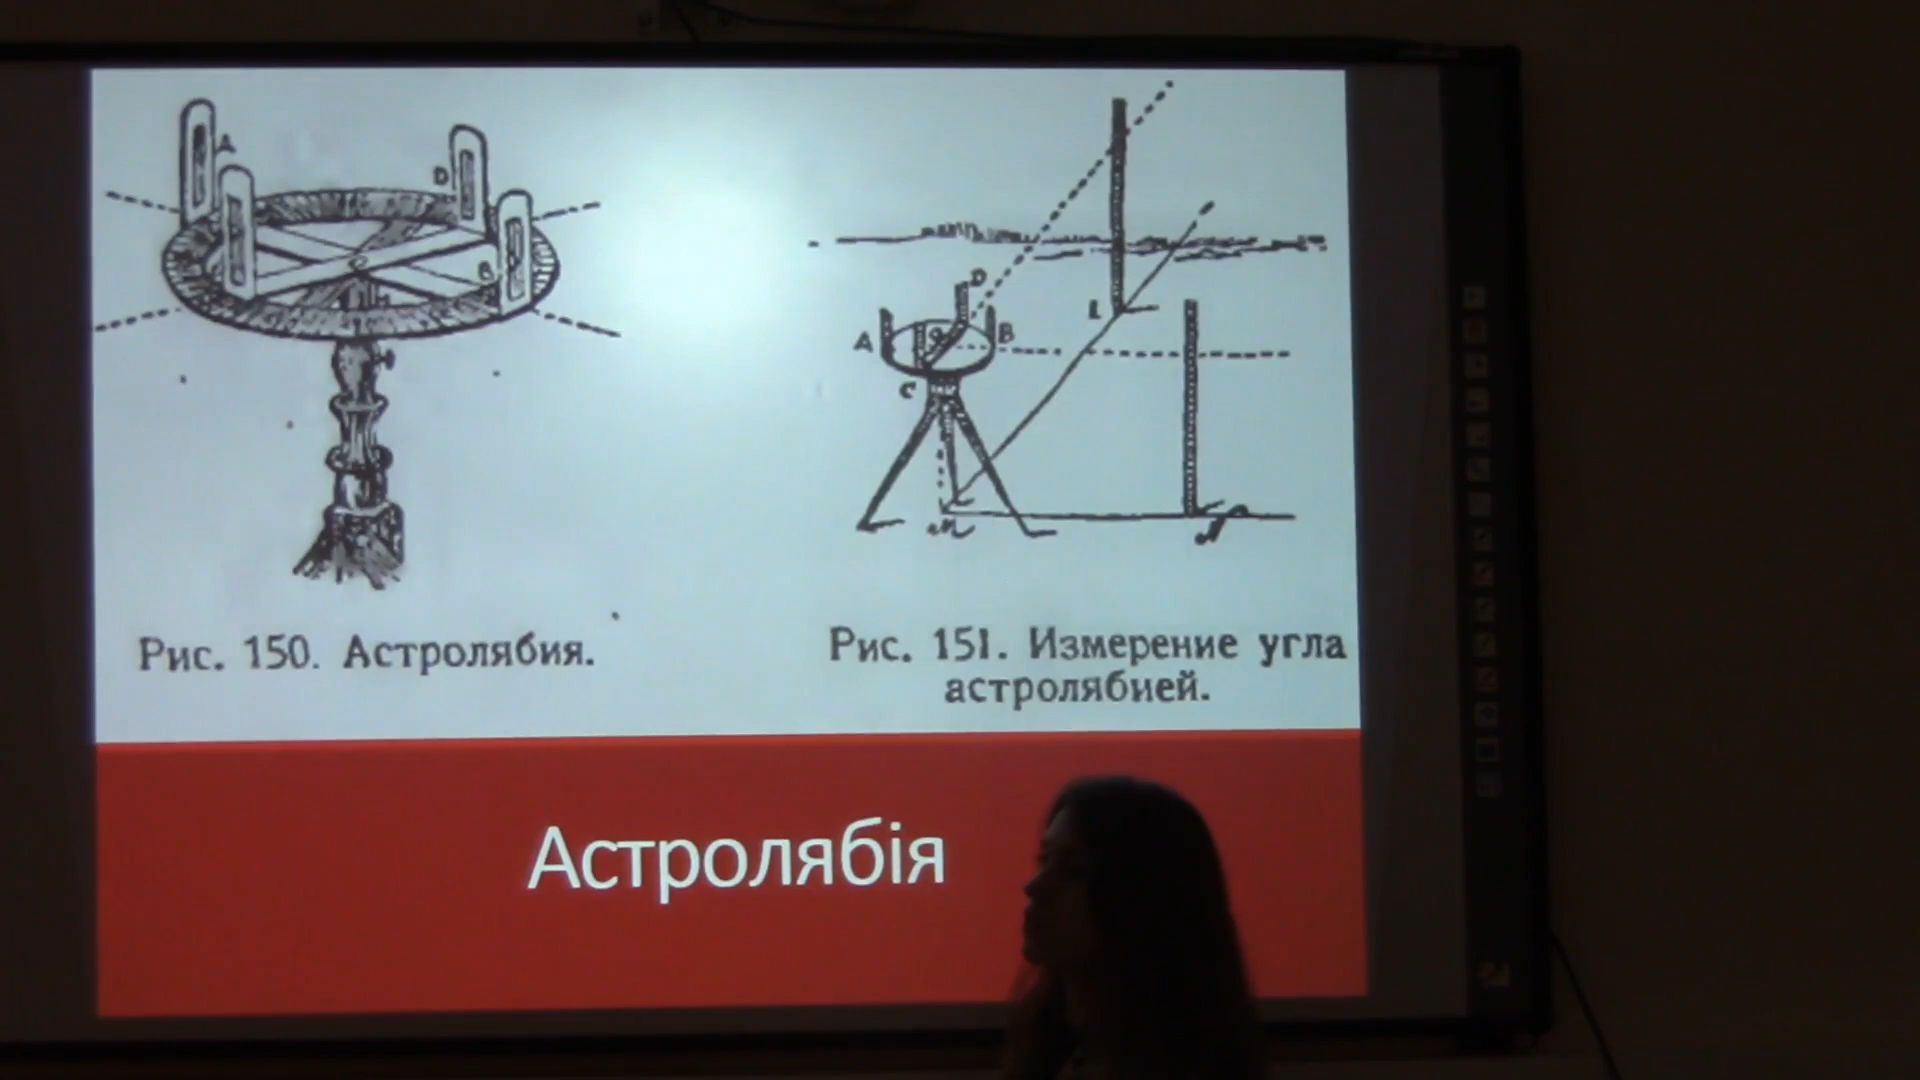 A
D
B
Рис. 150. Астролябия.
D
A
B
C
L
M
N
Рис. 151. Измерение угла
астролябией.
Астролябія